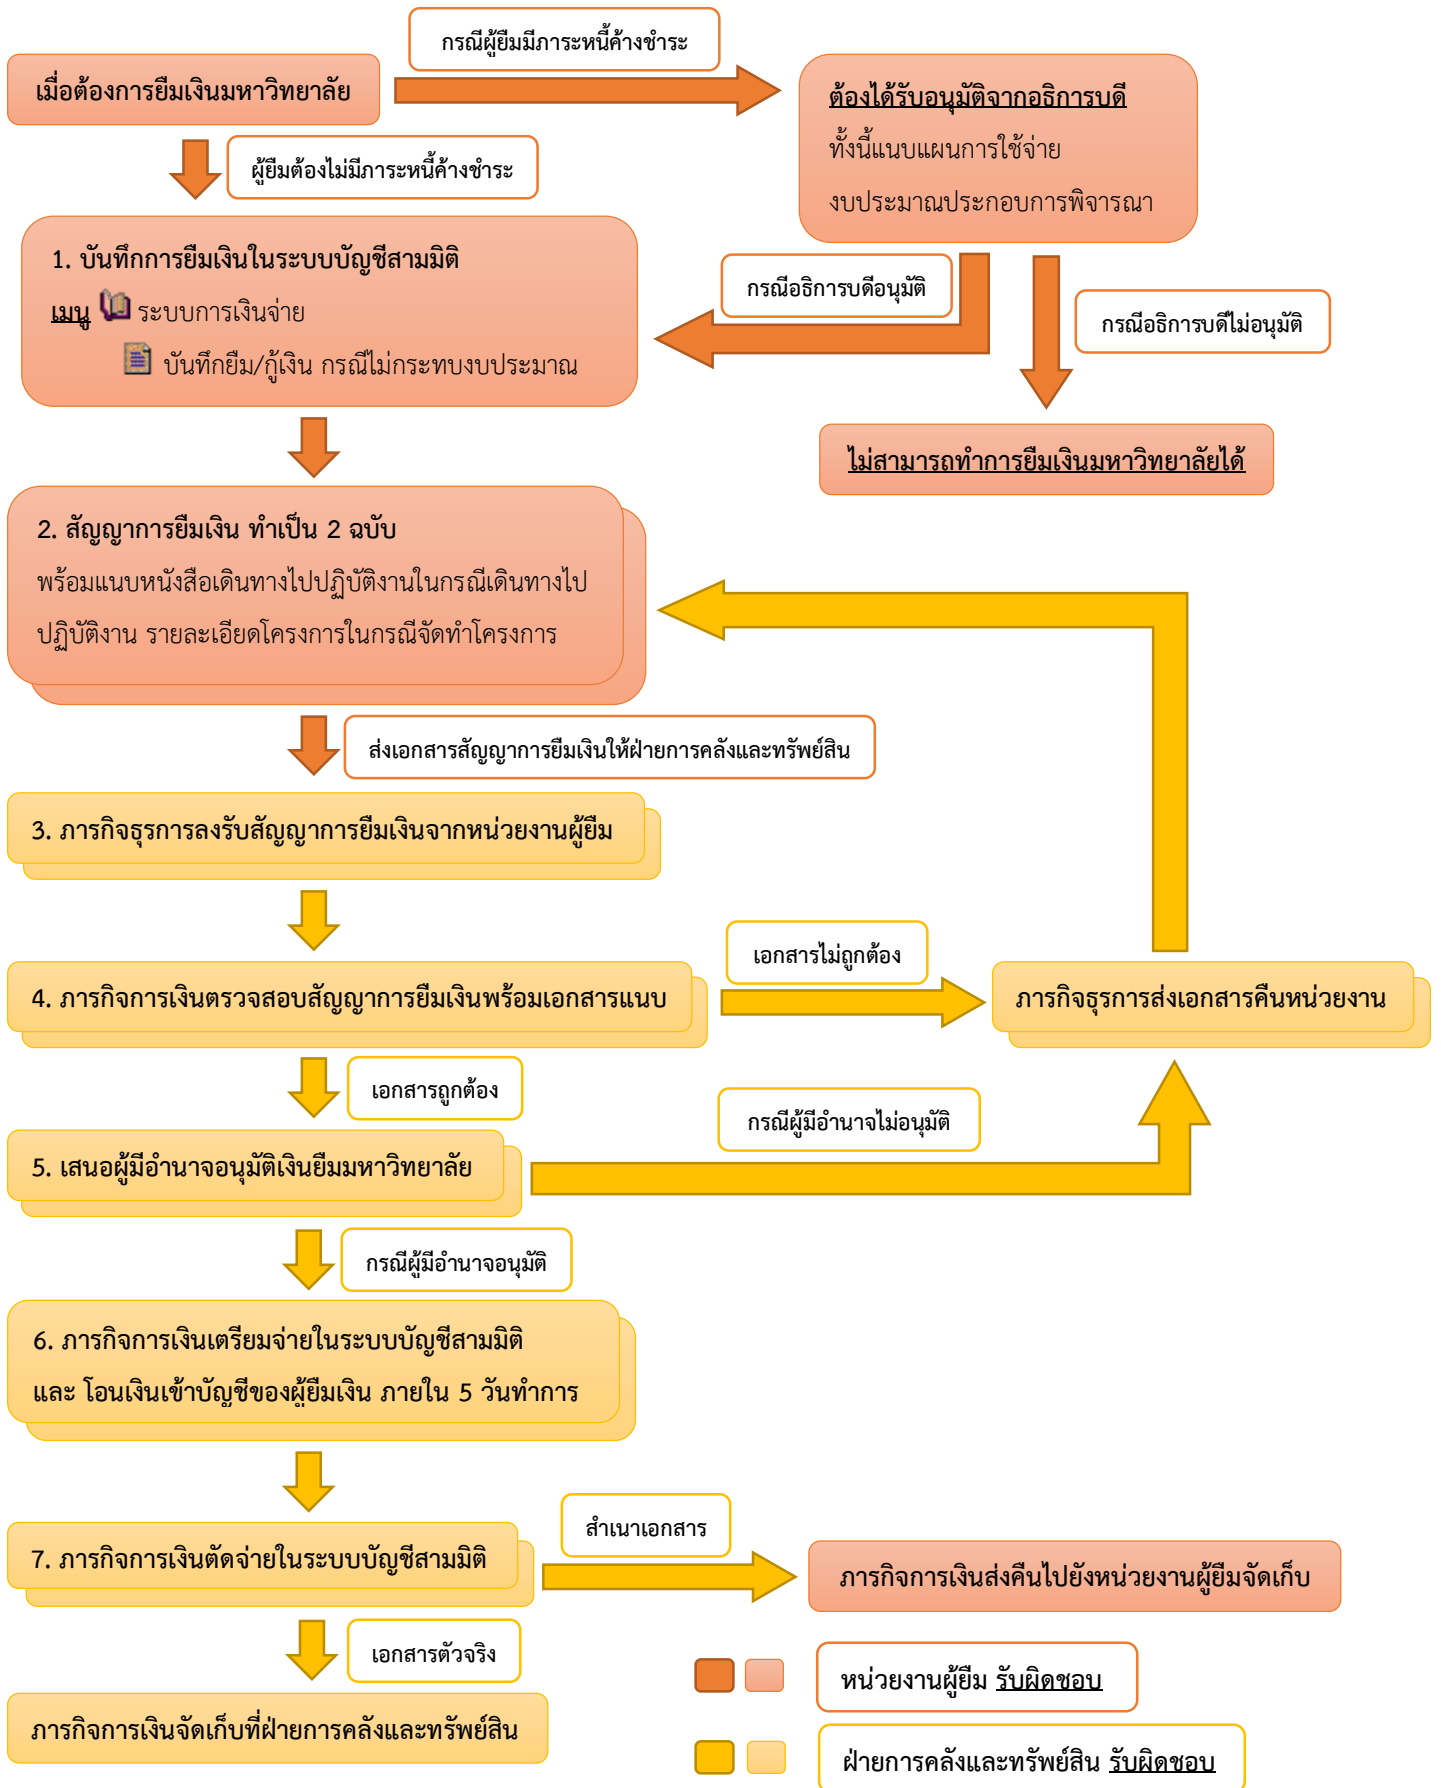 กรณีผู้ยืมมีภาระหนี้ค้างชำระ
เมื่อต้องการยืมเงินมหาวิทยาลัย
ต้องได้รับอนุมัติจากอธิการบดี
ทั้งนี้แนบแผนการใช้จ่าย
งบประมาณประกอบการพิจารณา
ผู้ยืมต้องไม่มีภาระหนี้ค้างชำระ
1. บันทึกการยืมเงินในระบบบัญชีสามมิติ
เมนู ระบบการเงินจ่าย
บันทึกยืม/กู้เงิน กรณีไม่กระทบงบประมาณ
กรณีอธิการบดีอนุมัติ
กรณีอธิการบดีไม่อนุมัติ
ไม่สามารถทำการยืมเงินมหาวิทยาลัยได้
2. สัญญาการยืมเงิน ทำเป็น 2 ฉบับ
พร้อมแนบหนังสือเดินทางไปปฏิบัติงานในกรณีเดินทางไป
ปฏิบัติงาน รายละเอียดโครงการในกรณีจัดทำโครงการ
ส่งเอกสารสัญญาการยืมเงินให้ฝ่ายการคลังและทรัพย์สิน
3. ภารกิจธุรการลงรับสัญญาการยืมเงินจากหน่วยงานผู้ยืม
เอกสารไม่ถูกต้อง
4. ภารกิจการเงินตรวจสอบสัญญาการยืมเงินพร้อมเอกสารแนบ
ภารกิจธุรการส่งเอกสารคืนหน่วยงาน
เอกสารถูกต้อง
กรณีผู้มีอำนาจไม่อนุมัติ
5. เสนอผู้มีอำนาจอนุมัติเงินยืมมหาวิทยาลัย
กรณีผู้มีอำนาจอนุมัติ
6. ภารกิจการเงินเตรียมจ่ายในระบบบัญชีสามมิติ
และ โอนเงินเข้าบัญชีของผู้ยืมเงิน ภายใน 5 วันทำการ
สำเนาเอกสาร
7. ภารกิจการเงินตัดจ่ายในระบบบัญชีสามมิติ
ภารกิจการเงินส่งคืนไปยังหน่วยงานผู้ยืมจัดเก็บ
เอกสารตัวจริง
ภารกิจการเงินจัดเก็บที่ฝ่ายการคลังและทรัพย์สิน
หน่วยงานผู้ยืม รับผิดชอบ
ฝ่ายการคลังและทรัพย์สิน รับผิดชอบ